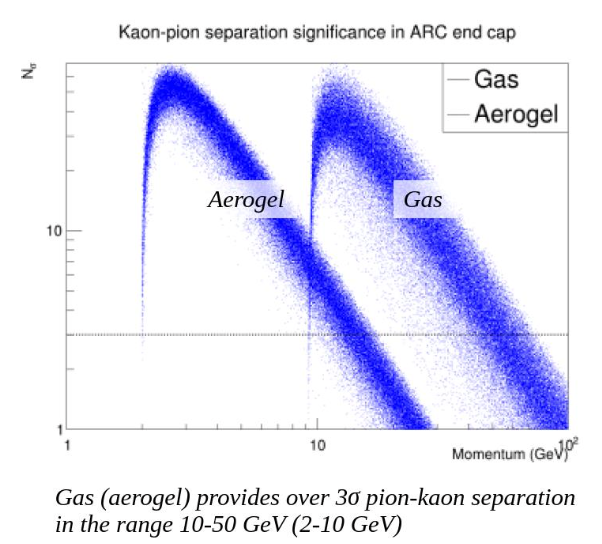 Kaon-pion separation significance in ARC end cap
Nσ
Gas
Aerogel
Aerogel
Gas
10
1
1
10
10²
Momentum (GeV)
Gas (aerogel) provides over 3σ pion-kaon separation
in the range 10-50 GeV (2-10 GeV)